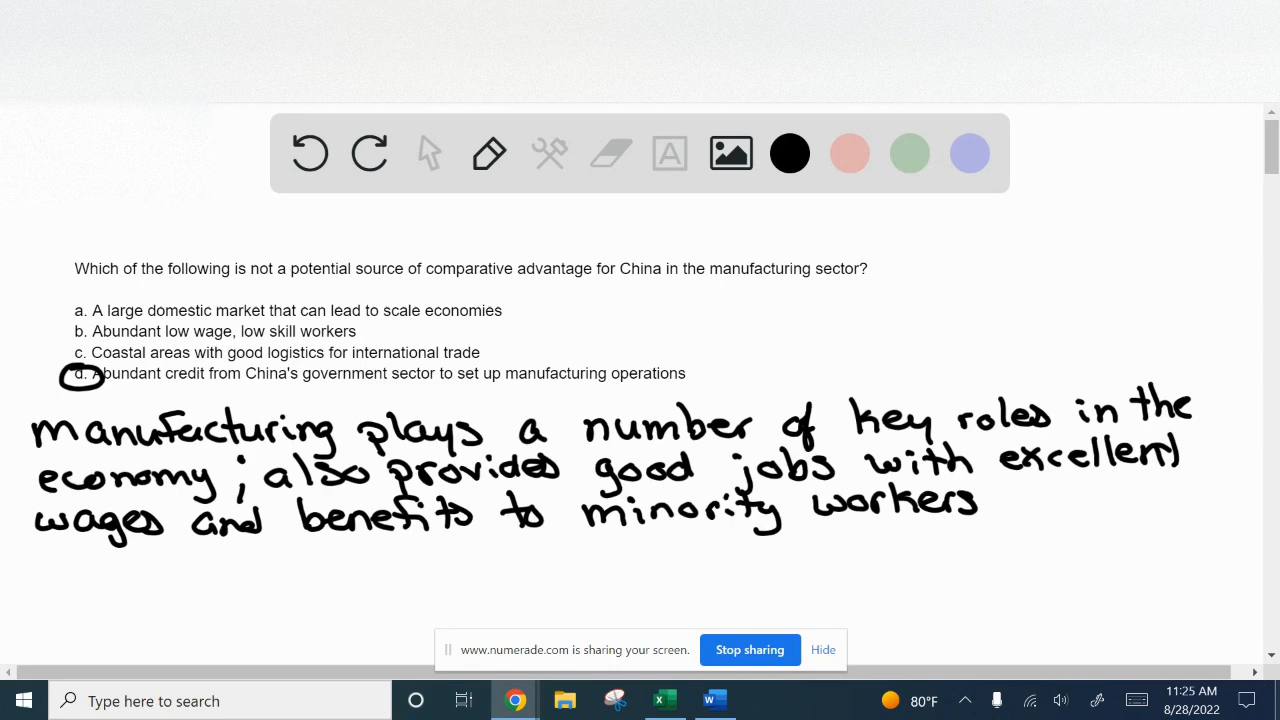 A
Which of the following is not a potential source of comparative advantage for China in the manufacturing sector?
a. A large domestic market that can lead to scale economies
b. Abundant low wage, low skill workers
c. Coastal areas with good logistics for international trade
d. Abundant credit from China's government sector to set up manufacturing operations
manufacturing plays a number of key roles in the
economy; also provides good jobs with excellent
wages and benefits to minority workers
www.numerade.com is sharing your screen. Stop sharing Hide
Type here to search
80°F
11:25 AM
8/28/2022